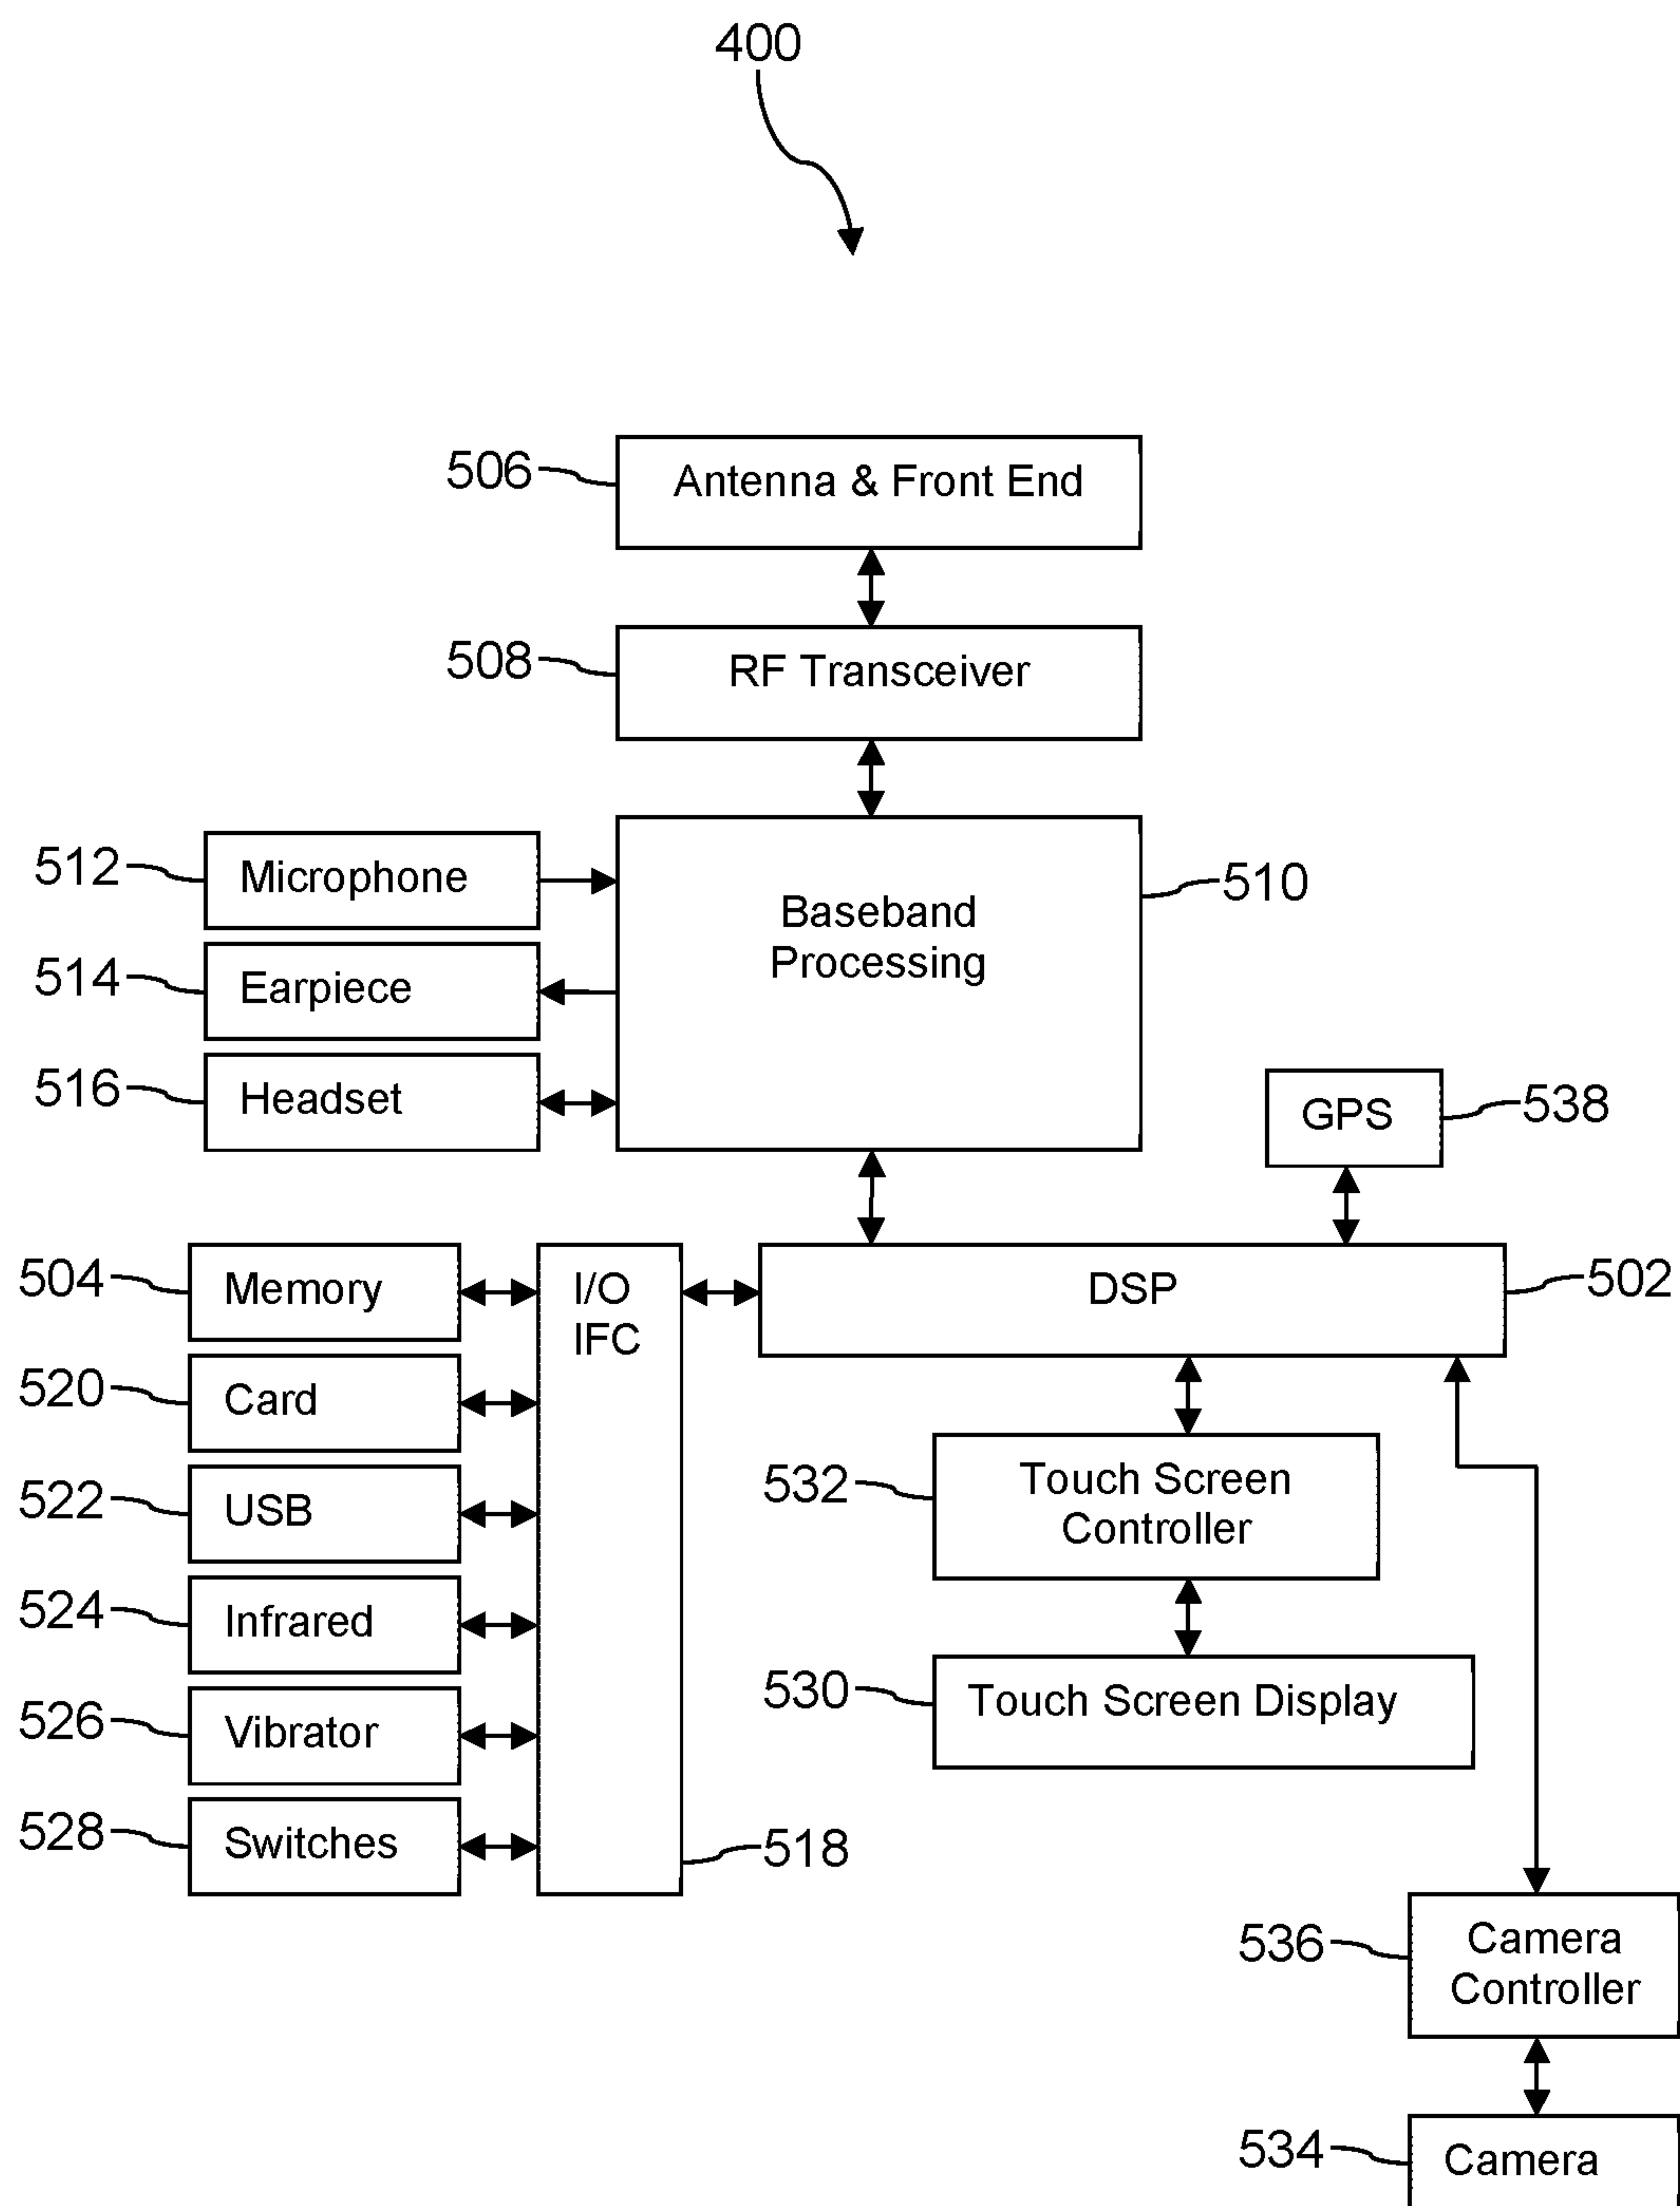 400
506
Antenna & Front End
508
RF Transceiver
512
Microphone
Baseband
Processing
510
514
Earpiece
516
Headset
GPS
538
504
Memory
I/O
IFC
DSP
502
520
Card
522
USB
532
Touch Screen
Controller
524
Infrared
526
Vibrator
530
Touch Screen Display
528
Switches
518
536
Camera
Controller
534
Camera